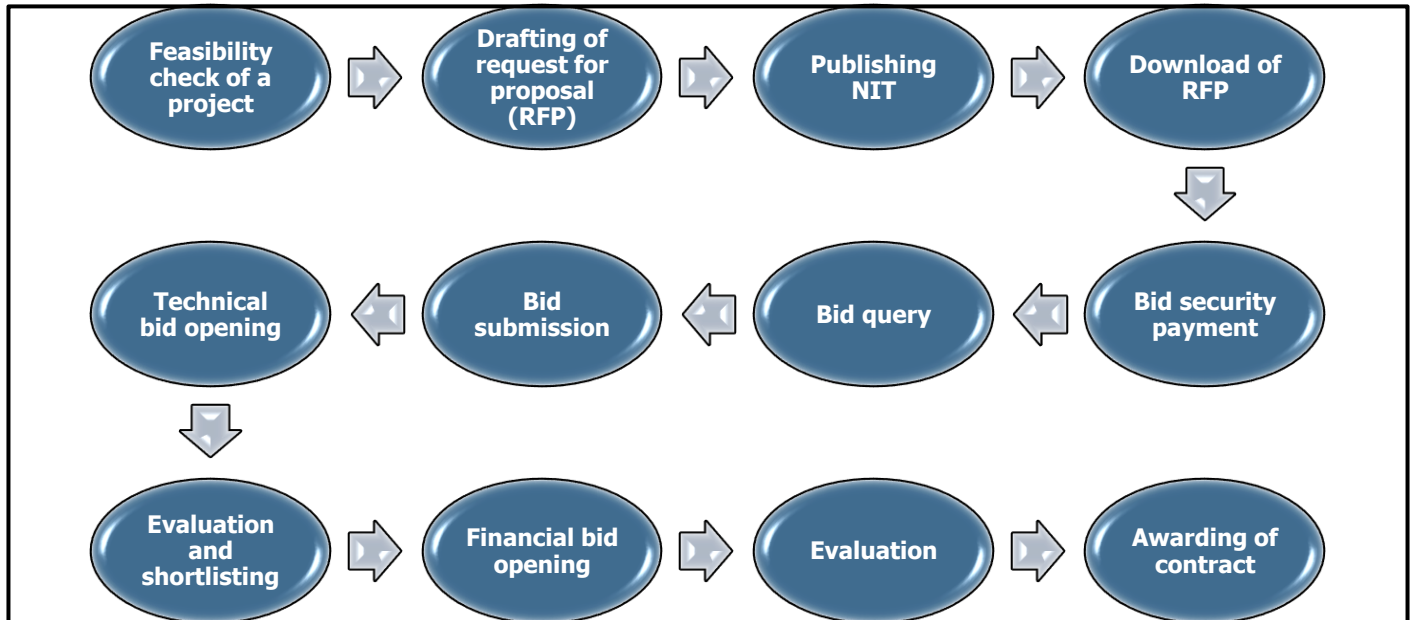 Feasibility
check of a
project
Drafting of
request for
proposal
(RFP)
Publishing
NIT
Download of
RFP
Bid security
payment
Bid query
Bid
submission
Technical
bid opening
Evaluation
and
shortlisting
Financial bid
opening
Evaluation
Awarding of
contract